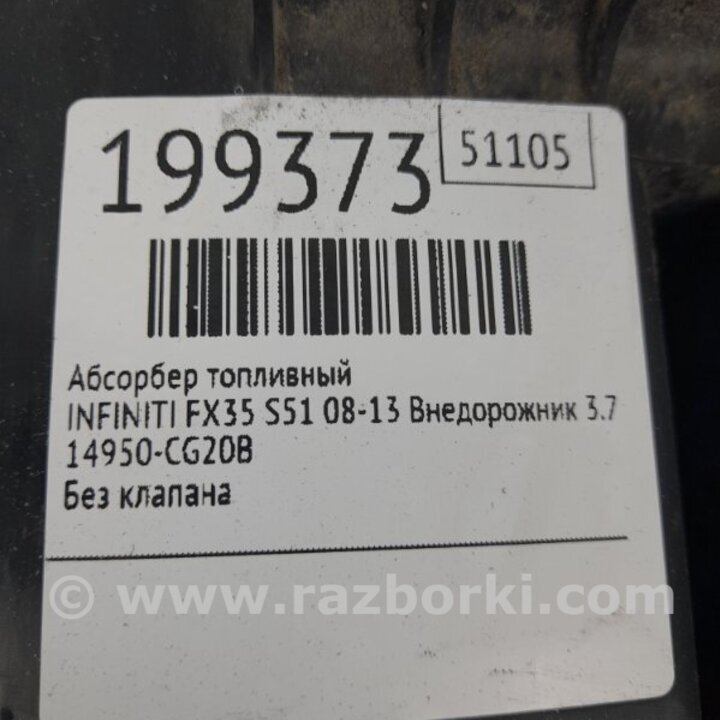 199373
51105
Абсорбер топливный
INFINITI FX35 S51 08-13 Внедорожник 3.7
14950-CG20B
Без клапана
© www.razborki.com